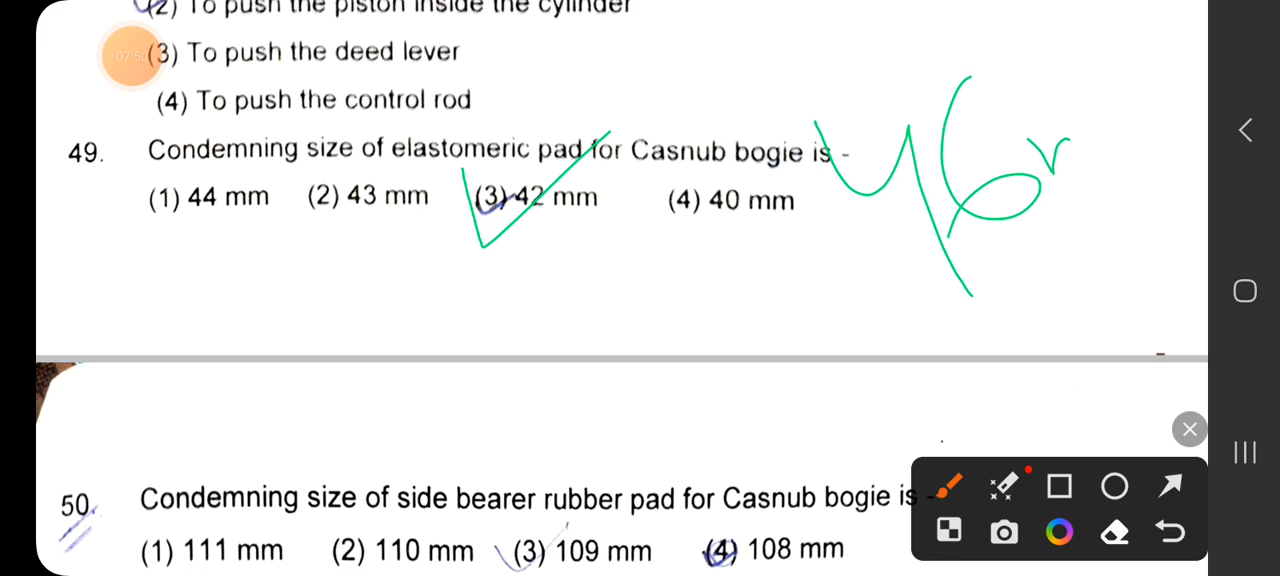 (2) To push the piston inside the cylinder
07:50
(3) To push the deed lever
(4) To push the control rod
49. Condemning size of elastomeric pad for Casnub bogie is -
(1) 44 mm (2) 43 mm (3) 42 mm (4) 40 mm
50. Condemning size of side bearer rubber pad for Casnub bogie is -
(1) 111 mm (2) 110 mm (3) 109 mm (4) 108 mm